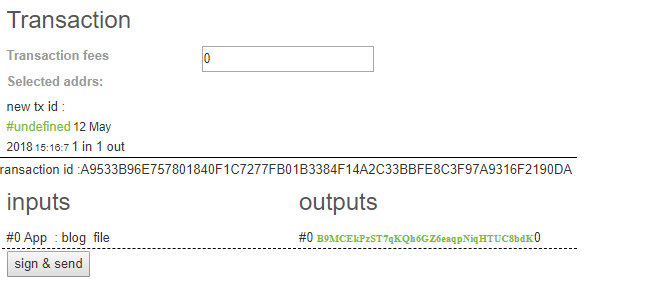 Transaction
Transaction fees 0
Selected addrs:
new tx id :
#undefined 12 May
2018 15:16:7 1 in 1 out
ransaction id :A9533B96E757801840F1C7277FB01B3384F14A2C33BBFE8C3F97A9316F2190DA
inputs outputs
#0 App : blog file #0 B9MCEkPzST7qKQh6GZ6eaqpNiqHTUC8bdK0
sign & send